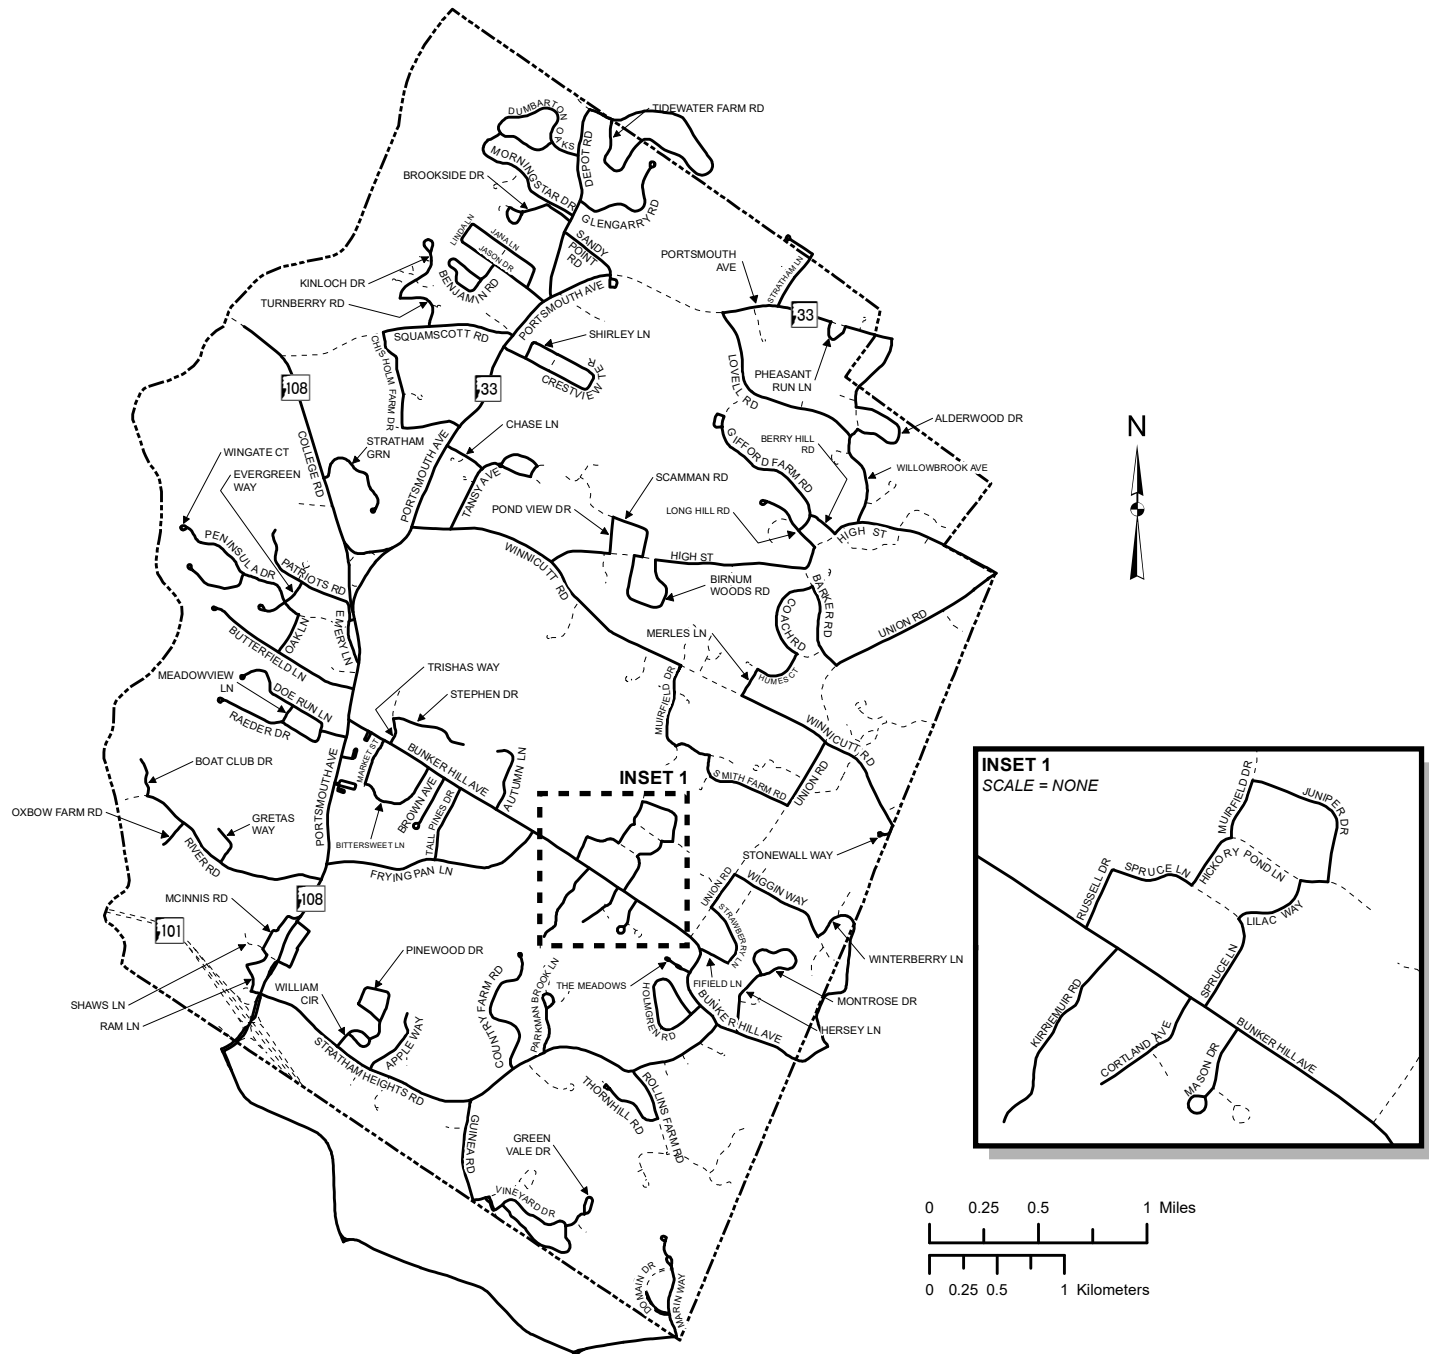 TIDEWATER FARM RD
DUMBARTON
OAKS
DEPOT RD
MORNINGSTAR DR
BROOKSIDE DR
GLENGARRY RD
LINDA LN
JANA LN
JASON DR
SANDY
POINT
RD
BENJAMIN RD
KINLOCH DR
TURNBERRY RD
PORTSMOUTH
AVE
STRATHAM LN
33
PORTSMOUTH AVE
SQUAMSCOTT RD
SHIRLEY LN
CRESTVIEW TER
CHISHOLM FARM DR
108
33
LOVELL RD
PHEASANT
RUN LN
ALDERWOOD DR
CHASE LN
COLLEGE RD
STRATHAM
GRN
PORTSMOUTH AVE
TANSY AVE
GIFFORD FARM RD
BERRY HILL
RD
WILLOWBROOK AVE
WINGATE CT
EVERGREEN
WAY
SCAMMAN RD
POND VIEW DR
LONG HILL RD
HIGH ST
PENINSULA DR
PATRIOTS RD
WINNICUTT RD
HIGH ST
BIRNUM
WOODS RD
BARKER RD
COACH RD
UNION RD
OAK LN
EMERY LN
BUTTERFIELD LN
MERLES LN
HUMES CT
MEADOWVIEW
LN
DOE RUN LN
RAEDER DR
TRISHAS WAY
STEPHEN DR
MUIRFIELD DR
WINNICUTT RD
BOAT CLUB DR
PORTSMOUTH AVE
MARKET ST
BUNKER HILL AVE
AUTUMN LN
SMITH FARM RD
UNION RD
INSET 1
OXBOW FARM RD
GRETAS
WAY
RIVER RD
BITTERSWEET LN
BROWN AVE
TALL PINES DR
FRYING PAN LN
STONEWALL WAY
UNION RD
WIGGIN WAY
STRAWBERRY LN
MCINNIS RD
108
101
PINEWOOD DR
WINTERBERRY LN
SHAWS LN
WILLIAM
CIR
RAM LN
COUNTRY FARM RD
PARKMAN BROOK LN
THE MEADOWS
FIFIELD LN
MONTROSE DR
HERSEY LN
HOLMGREN RD
BUNKER HILL AVE
APPLE WAY
STRATHAM HEIGHTS RD
THORNHILL RD
ROLLINS FARM RD
GUINEA RD
GREEN
VALE DR
VINEYARD DR
DOMAIN DR
MARIN WAY
N
INSET 1
SCALE = NONE
MUIRFIELD DR
JUNIPER DR
RUSSELL DR
SPRUCE LN
HICKORY POND LN
LILAC WAY
SPRUCE LN
KIRRIEMUIR RD
CORTLAND AVE
MASON DR
BUNKER HILL AVE
0 0.25 0.5 1 Miles
0 0.25 0.5 1 Kilometers